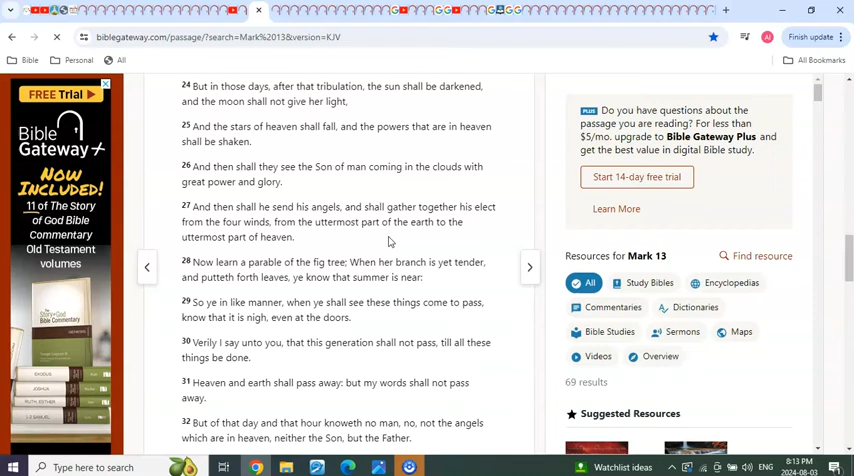 Finish update
biblegateway.com/passage/?search=Mark%2013&version=KJV
AI
Bible
Personal
All
All Bookmarks
FREE Trial
Bible
Gateway+
NOW
INCLUDED!
11 of The Story
of God Bible
Commentary
Old Testament
volumes
EXODUS
JOSHUA
RUTH, ESTHER
1-2 SAMUEL
24 But in those days, after that tribulation, the sun shall be darkened,
and the moon shall not give her light,
25 And the stars of heaven shall fall, and the powers that are in heaven
shall be shaken.
26 And then shall they see the Son of man coming in the clouds with
great power and glory.
27 And then shall he send his angels, and shall gather together his elect
from the four winds, from the uttermost part of the earth to the
uttermost part of heaven.
28 Now learn a parable of the fig tree; When her branch is yet tender,
and putteth forth leaves, ye know that summer is near:
29 So ye in like manner, when ye shall see these things come to pass,
know that it is nigh, even at the doors.
30 Verily I say unto you, that this generation shall not pass, till all these
things be done.
31 Heaven and earth shall pass away: but my words shall not pass
away.
32 But of that day and that hour knoweth no man, no, not the angels
which are in heaven, neither the Son, but the Father.
PLUS Do you have questions about the
passage you are reading? For less than
$5/mo. upgrade to Bible Gateway Plus and
get the best value in digital Bible study.
Start 14-day free trial
Learn More
Resources for Mark 13
Find resource
All
Study Bibles
Encyclopedias
Commentaries
Dictionaries
Bible Studies
Sermons
Maps
Videos
Overview
69 results
Suggested Resources
Type here to search
Watchlist ideas
ENG
8:13 PM
2024-08-03